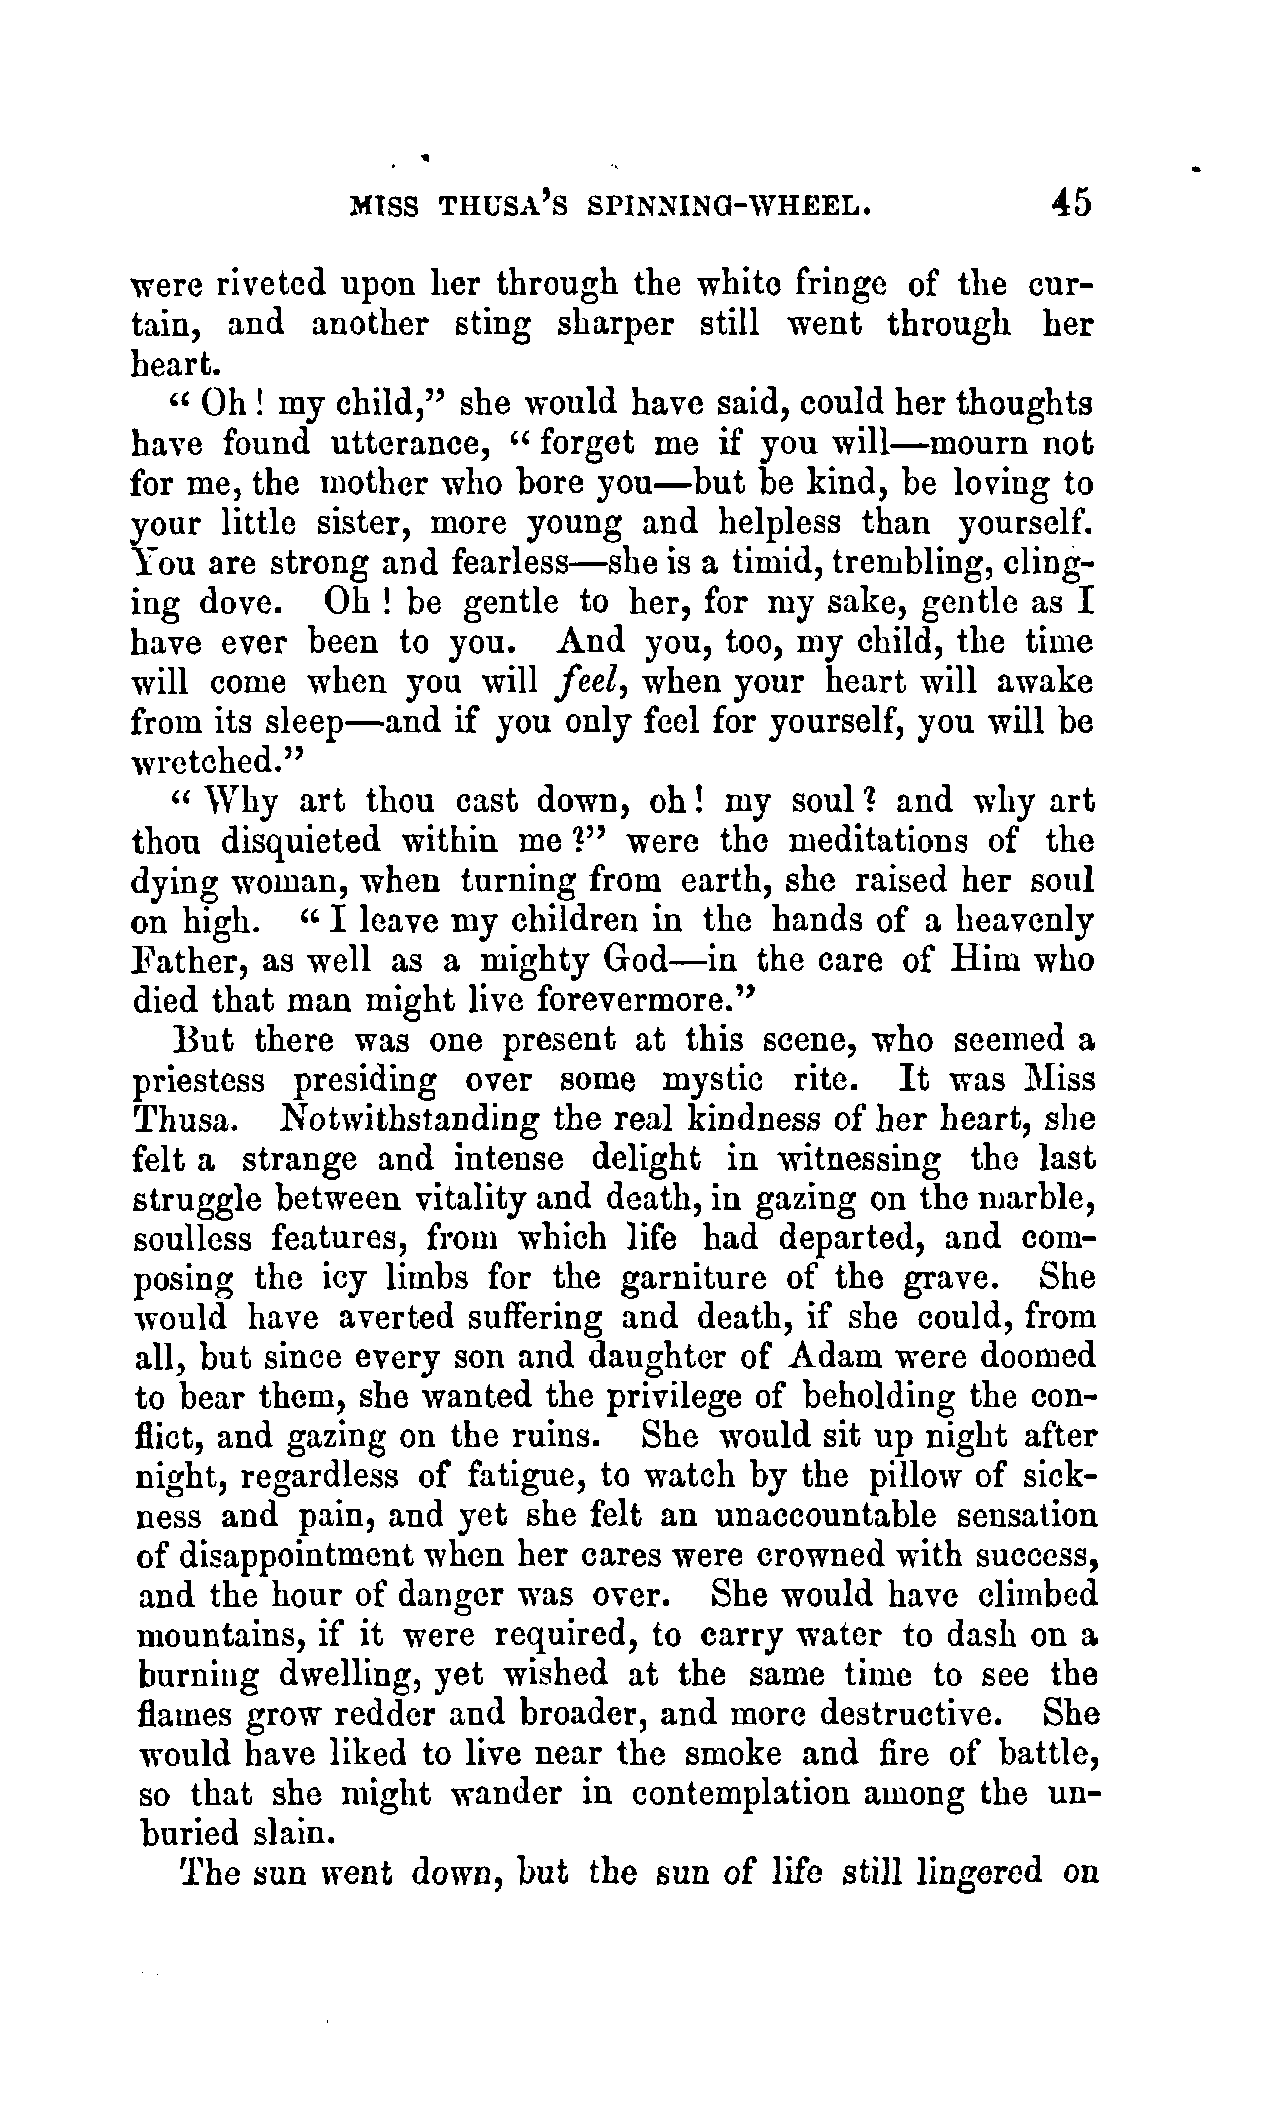 MISS THUSA'S SPINNING-WHEEL. 45
were riveted upon her through the white fringe of the cur-
tain, and another sting sharper still went through her
heart.
“ Oh ! my child,” she would have said, could her thoughts
have found utterance, “ forget me if you will—mourn not
for me, the mother who bore you—but be kind, be loving to
your little sister, more young and helpless than yourself.
You are strong and fearless—she is a timid, trembling, cling-
ing dove. Oh ! be gentle to her, for my sake, gentle as I
have ever been to you. And you, too, my child, the time
will come when you will feel, when your heart will awake
from its sleep—and if you only feel for yourself, you will be
wretched.”
“ Why art thou cast down, oh ! my soul ? and why art
thou disquieted within me ?” were the meditations of the
dying woman, when turning from earth, she raised her soul
on high. “ I leave my children in the hands of a heavenly
Father, as well as a mighty God—in the care of Him who
died that man might live forevermore.”
But there was one present at this scene, who seemed a
priestess presiding over some mystic rite. It was Miss
Thusa. Notwithstanding the real kindness of her heart, she
felt a strange and intense delight in witnessing the last
struggle between vitality and death, in gazing on the marble,
soulless features, from which life had departed, and com-
posing the icy limbs for the garniture of the grave. She
would have averted suffering and death, if she could, from
all, but since every son and daughter of Adam were doomed
to bear them, she wanted the privilege of beholding the con-
flict, and gazing on the ruins. She would sit up night after
night, regardless of fatigue, to watch by the pillow of sick-
ness and pain, and yet she felt an unaccountable sensation
of disappointment when her cares were crowned with success,
and the hour of danger was over. She would have climbed
mountains, if it were required, to carry water to dash on a
burning dwelling, yet wished at the same time to see the
flames grow redder and broader, and more destructive. She
would have liked to live near the smoke and fire of battle,
so that she might wander in contemplation among the un-
buried slain.
The sun went down, but the sun of life still lingered on